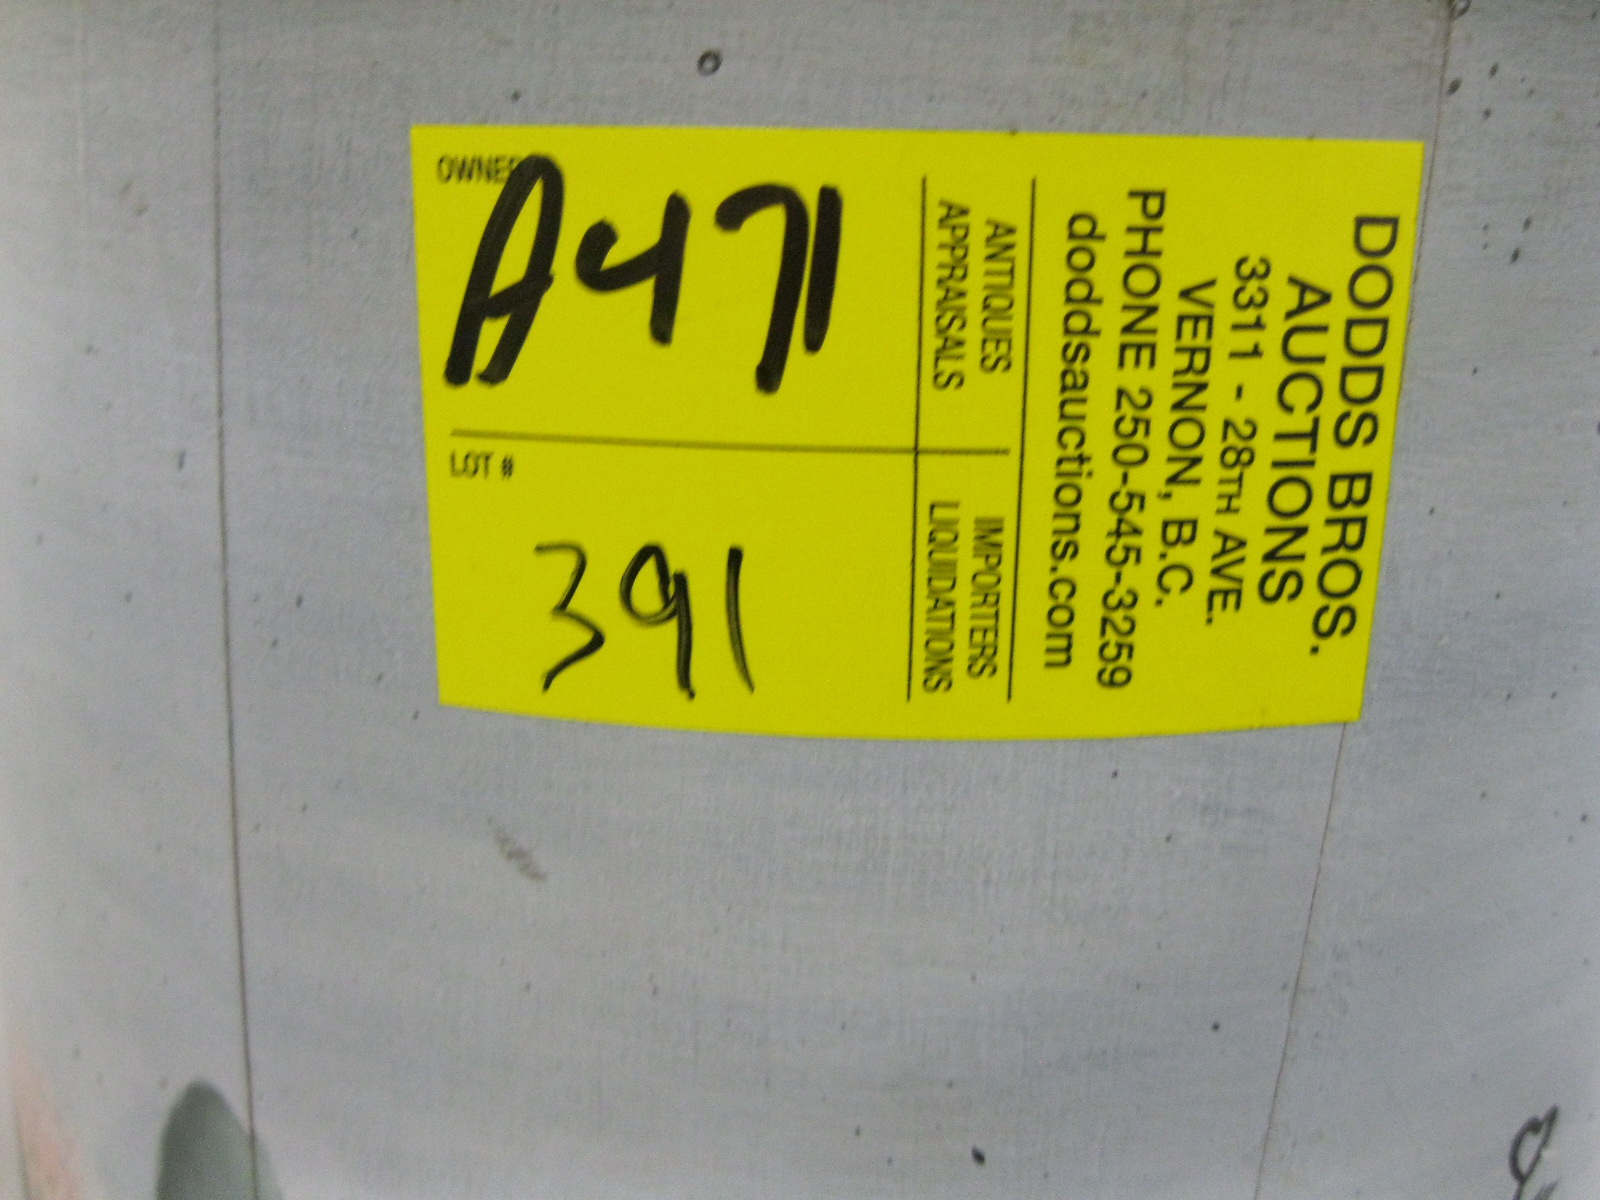 DODDS BROS.
AUCTIONS
3311 - 28TH AVE.
VERNON, B.C.
PHONE 250-545-3259
doddsauctions.com
ANTIQUES
APPRAISALS
IMPORTERS
LIQUIDATIONS
OWNER
A471
LOT #
391